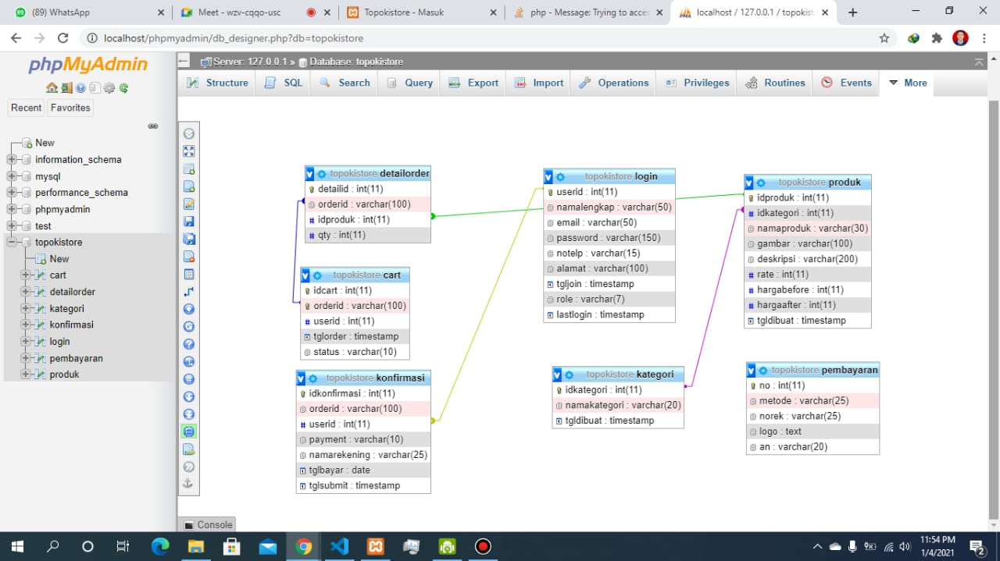 (89) WhatsApp
Meet - wzv-cqqo-usc
Topokistore - Masuk
php - Message: Trying to acces
localhost / 127.0.0.1 / topokist
localhost/phpmyadmin/db_designer.php?db=topokistore
phpMyAdmin
Recent Favorites
New
information_schema
mysql
performance_schema
phpmyadmin
test
topokistore
New
cart
detailorder
kategori
konfirmasi
login
pembayaran
produk
Server: 127.0.0.1 » Database: topokistore
Structure SQL Search Query Export Import Operations Privileges Routines Events More
topokistore detailorder
detailid : int(11)
orderid : varchar(100)
idproduk : int(11)
qty : int(11)
topokistore cart
idcart : int(11)
orderid : varchar(100)
userid : int(11)
tglorder : timestamp
status : varchar(10)
topokistore konfirmasi
idkonfirmasi : int(11)
orderid : varchar(100)
userid : int(11)
payment : varchar(10)
namarekening : varchar(25)
tglbayar : date
tglsubmit : timestamp
topokistore login
userid : int(11)
namalengkap : varchar(50)
email : varchar(50)
password : varchar(150)
notelp : varchar(15)
alamat : varchar(100)
tgljoin : timestamp
role : varchar(7)
lastlogin : timestamp
topokistore kategori
idkategori : int(11)
namakategori : varchar(20)
tgldibuat : timestamp
topokistore produk
idproduk : int(11)
idkategori : int(11)
namaproduk : varchar(30)
gambar : varchar(100)
deskripsi : varchar(200)
rate : int(11)
hargabefore : int(11)
hargaafter : int(11)
tgldibuat : timestamp
topokistore pembayaran
no : int(11)
metode : varchar(25)
norek : varchar(25)
logo : text
an : varchar(20)
Console
11:54 PM
1/4/2021
2